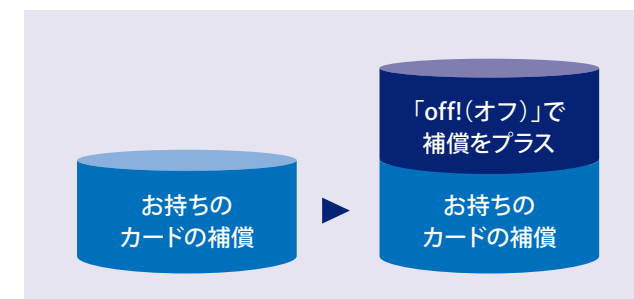 お持ちの
カードの補償
「off!(オフ)」で
補償をプラス
お持ちの
カードの補償